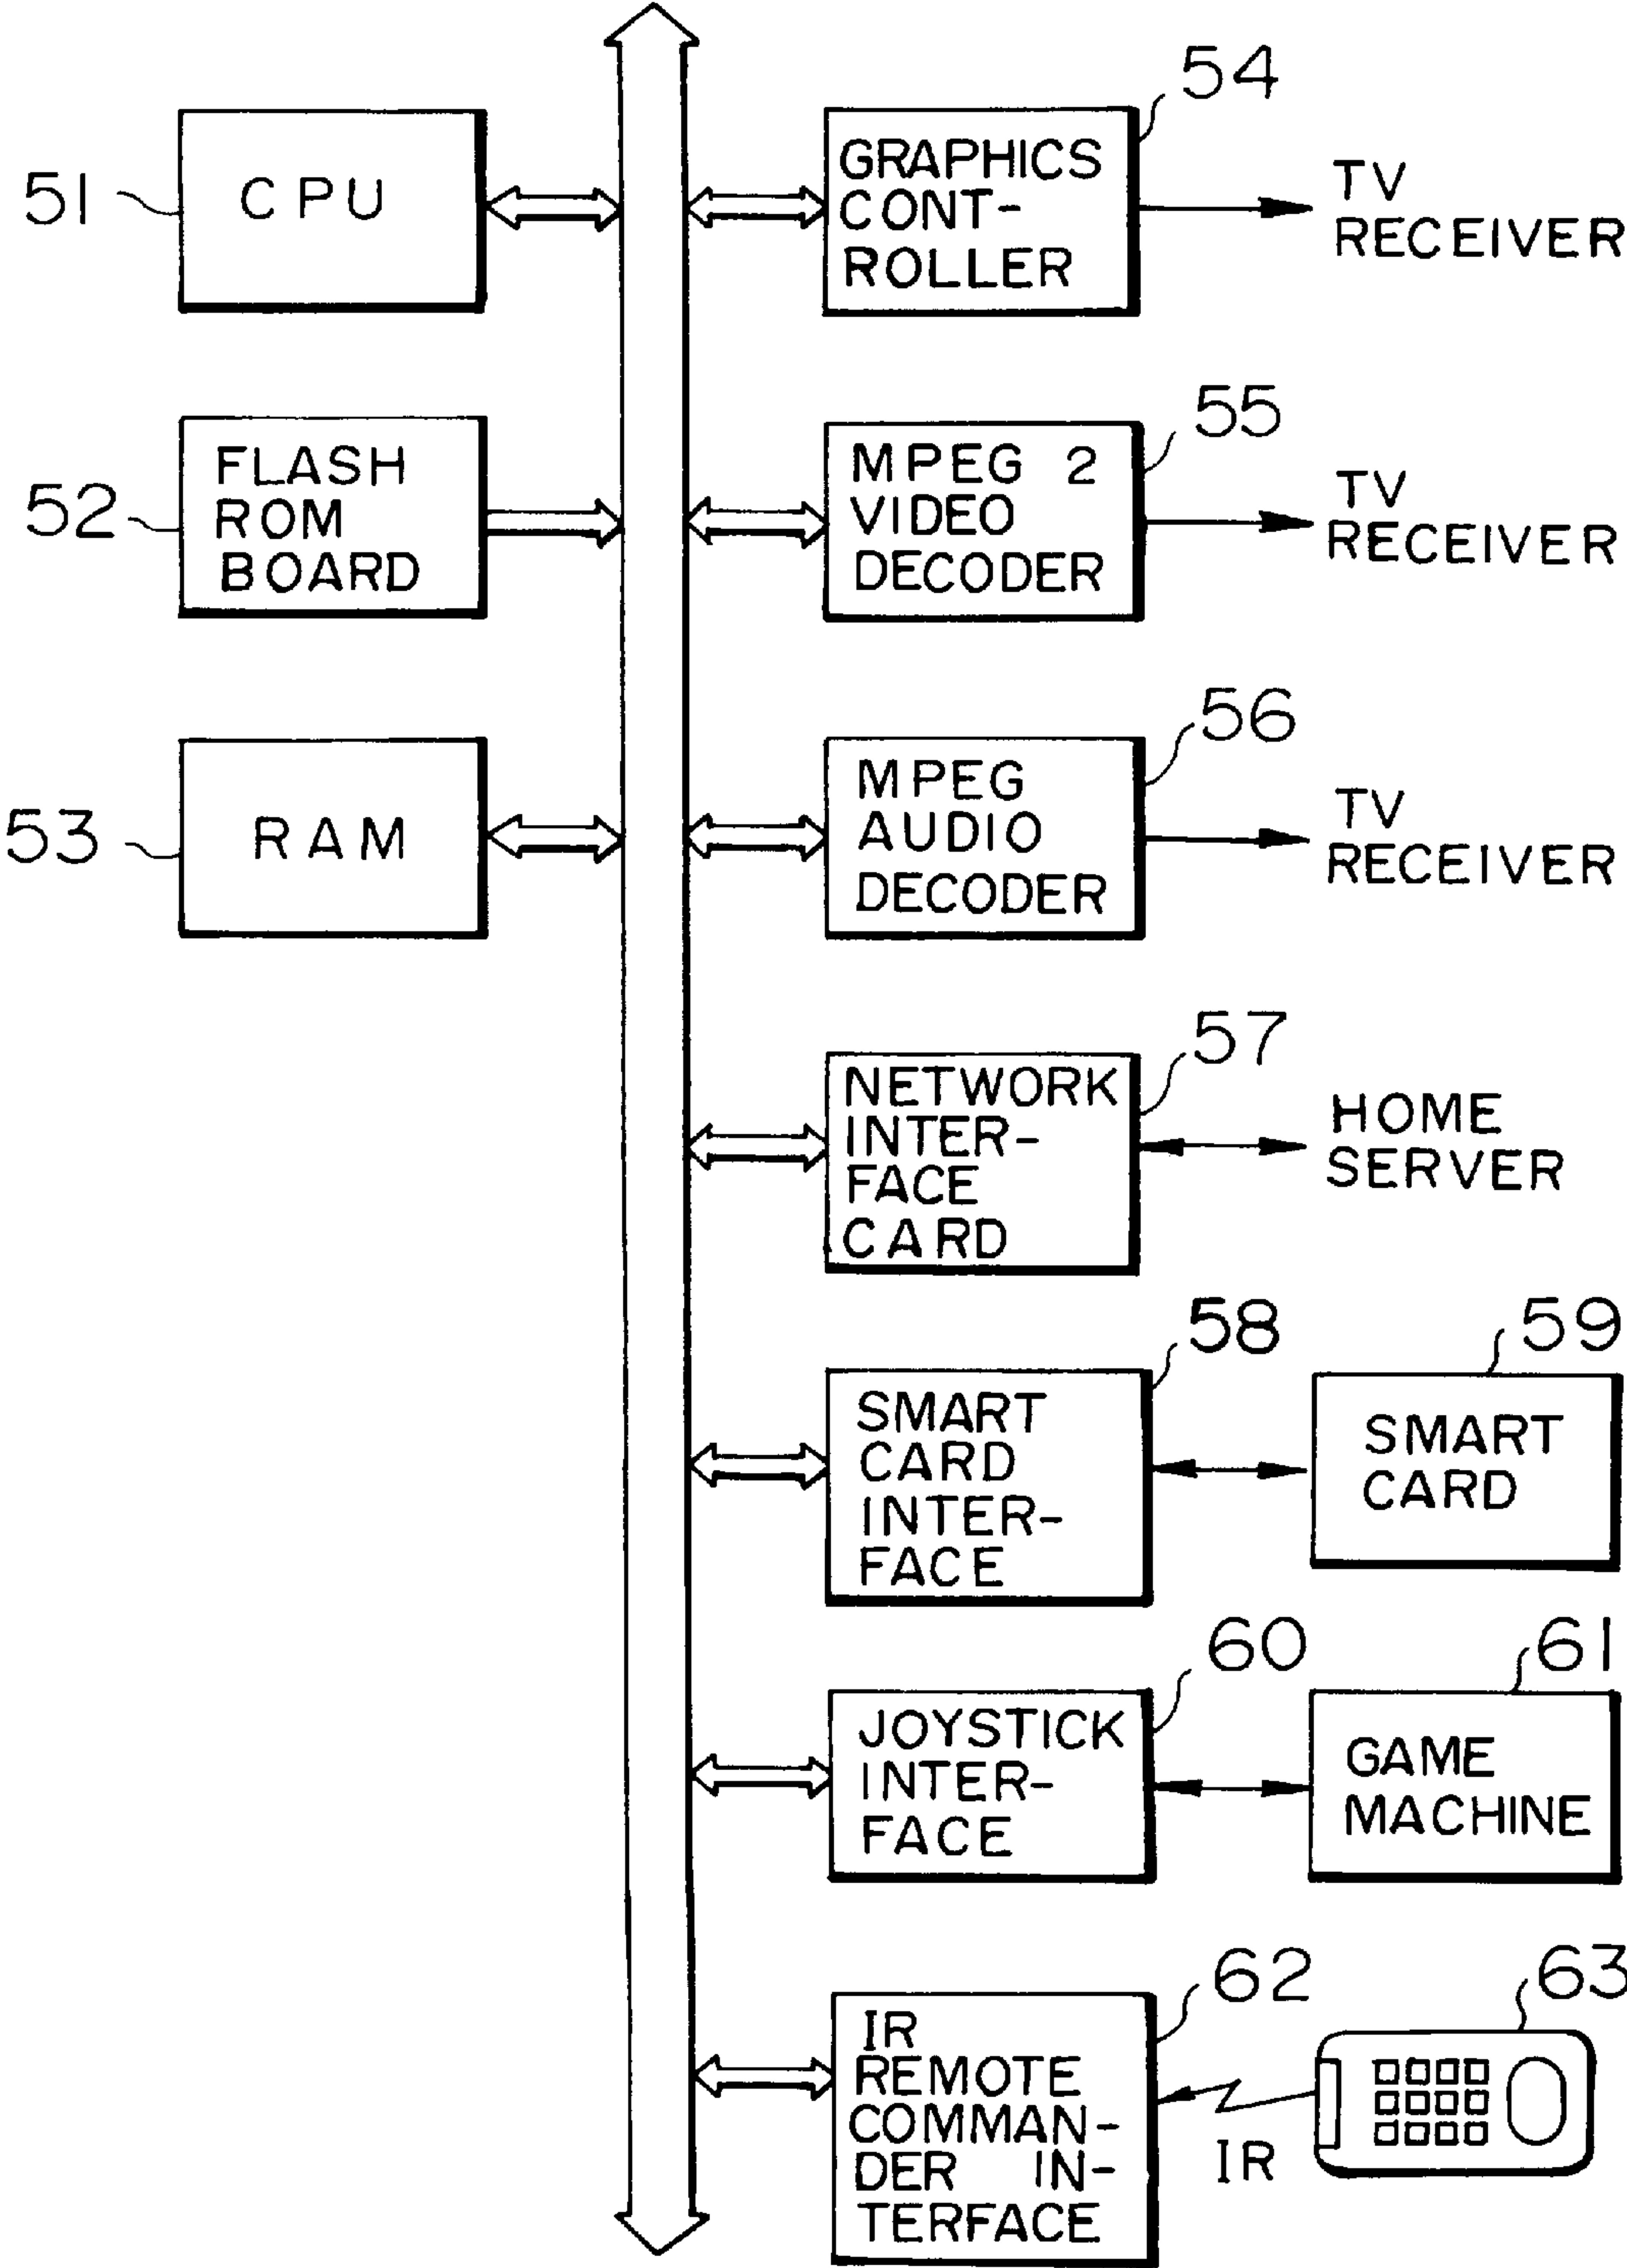 54
GRAPHICS
CONT-
ROLLER
TV
RECEIVER
51
CPU
55
MPEG 2
VIDEO
DECODER
TV
RECEIVER
52
FLASH
ROM
BOARD
56
MPEG
AUDIO
DECODER
TV
RECEIVER
53
RAM
57
NETWORK
INTER-
FACE
CARD
HOME
SERVER
58
SMART
CARD
INTER-
FACE
59
SMART
CARD
60
JOYSTICK
INTER-
FACE
61
GAME
MACHINE
62
IR
REMOTE
COMMAN-
DER IN-
TERFACE
IR
63